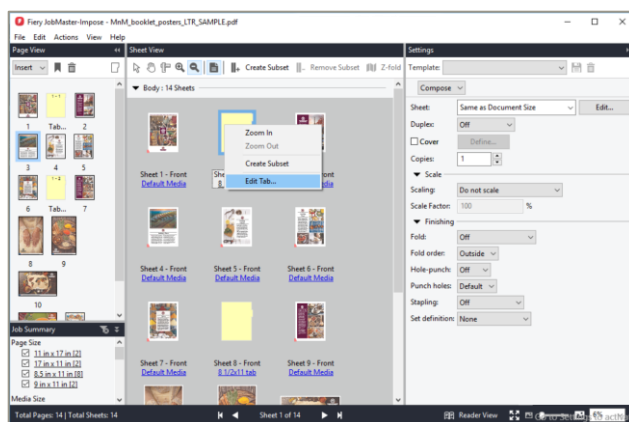 Fiery JobMaster-Impose - MnM_booklet_posters_LTR_SAMPLE.pdf
File Edit Actions View Help
Page View
Insert
1 Tab... 2
3 4 5
6 Tab... 7
8 9
10
Job Summary
Page Size
11 in x 17 in [2]
17 in x 11 in [2]
8.5 in x 11 in [8]
9 in x 11 in [2]
Media Size
Sheet View
Create Subset Remove Subset Z-fold
Body : 14 Sheets
Zoom In
Zoom Out
Create Subset
Edit Tab...
Sheet 1 - Front
Default Media
Sheet 4 - Front Sheet 5 - Front Sheet 6 - Front
Default Media Default Media Default Media
Sheet 7 - Front Sheet 8 - Front Sheet 9 - Front
Default Media 8 1/2x11 tab Default Media
Settings
Template:
Compose
Sheet: Same as Document Size Edit...
Duplex: Off
Cover Define...
Copies: 1
Scale
Scaling: Do not scale
Scale Factor: 100 %
Finishing
Fold: Off
Fold order: Outside
Hole-punch: Off
Punch holes: Default
Stapling: Off
Set definition: None
Total Pages: 14 | Total Sheets: 14
Sheet 1 of 14
Reader View